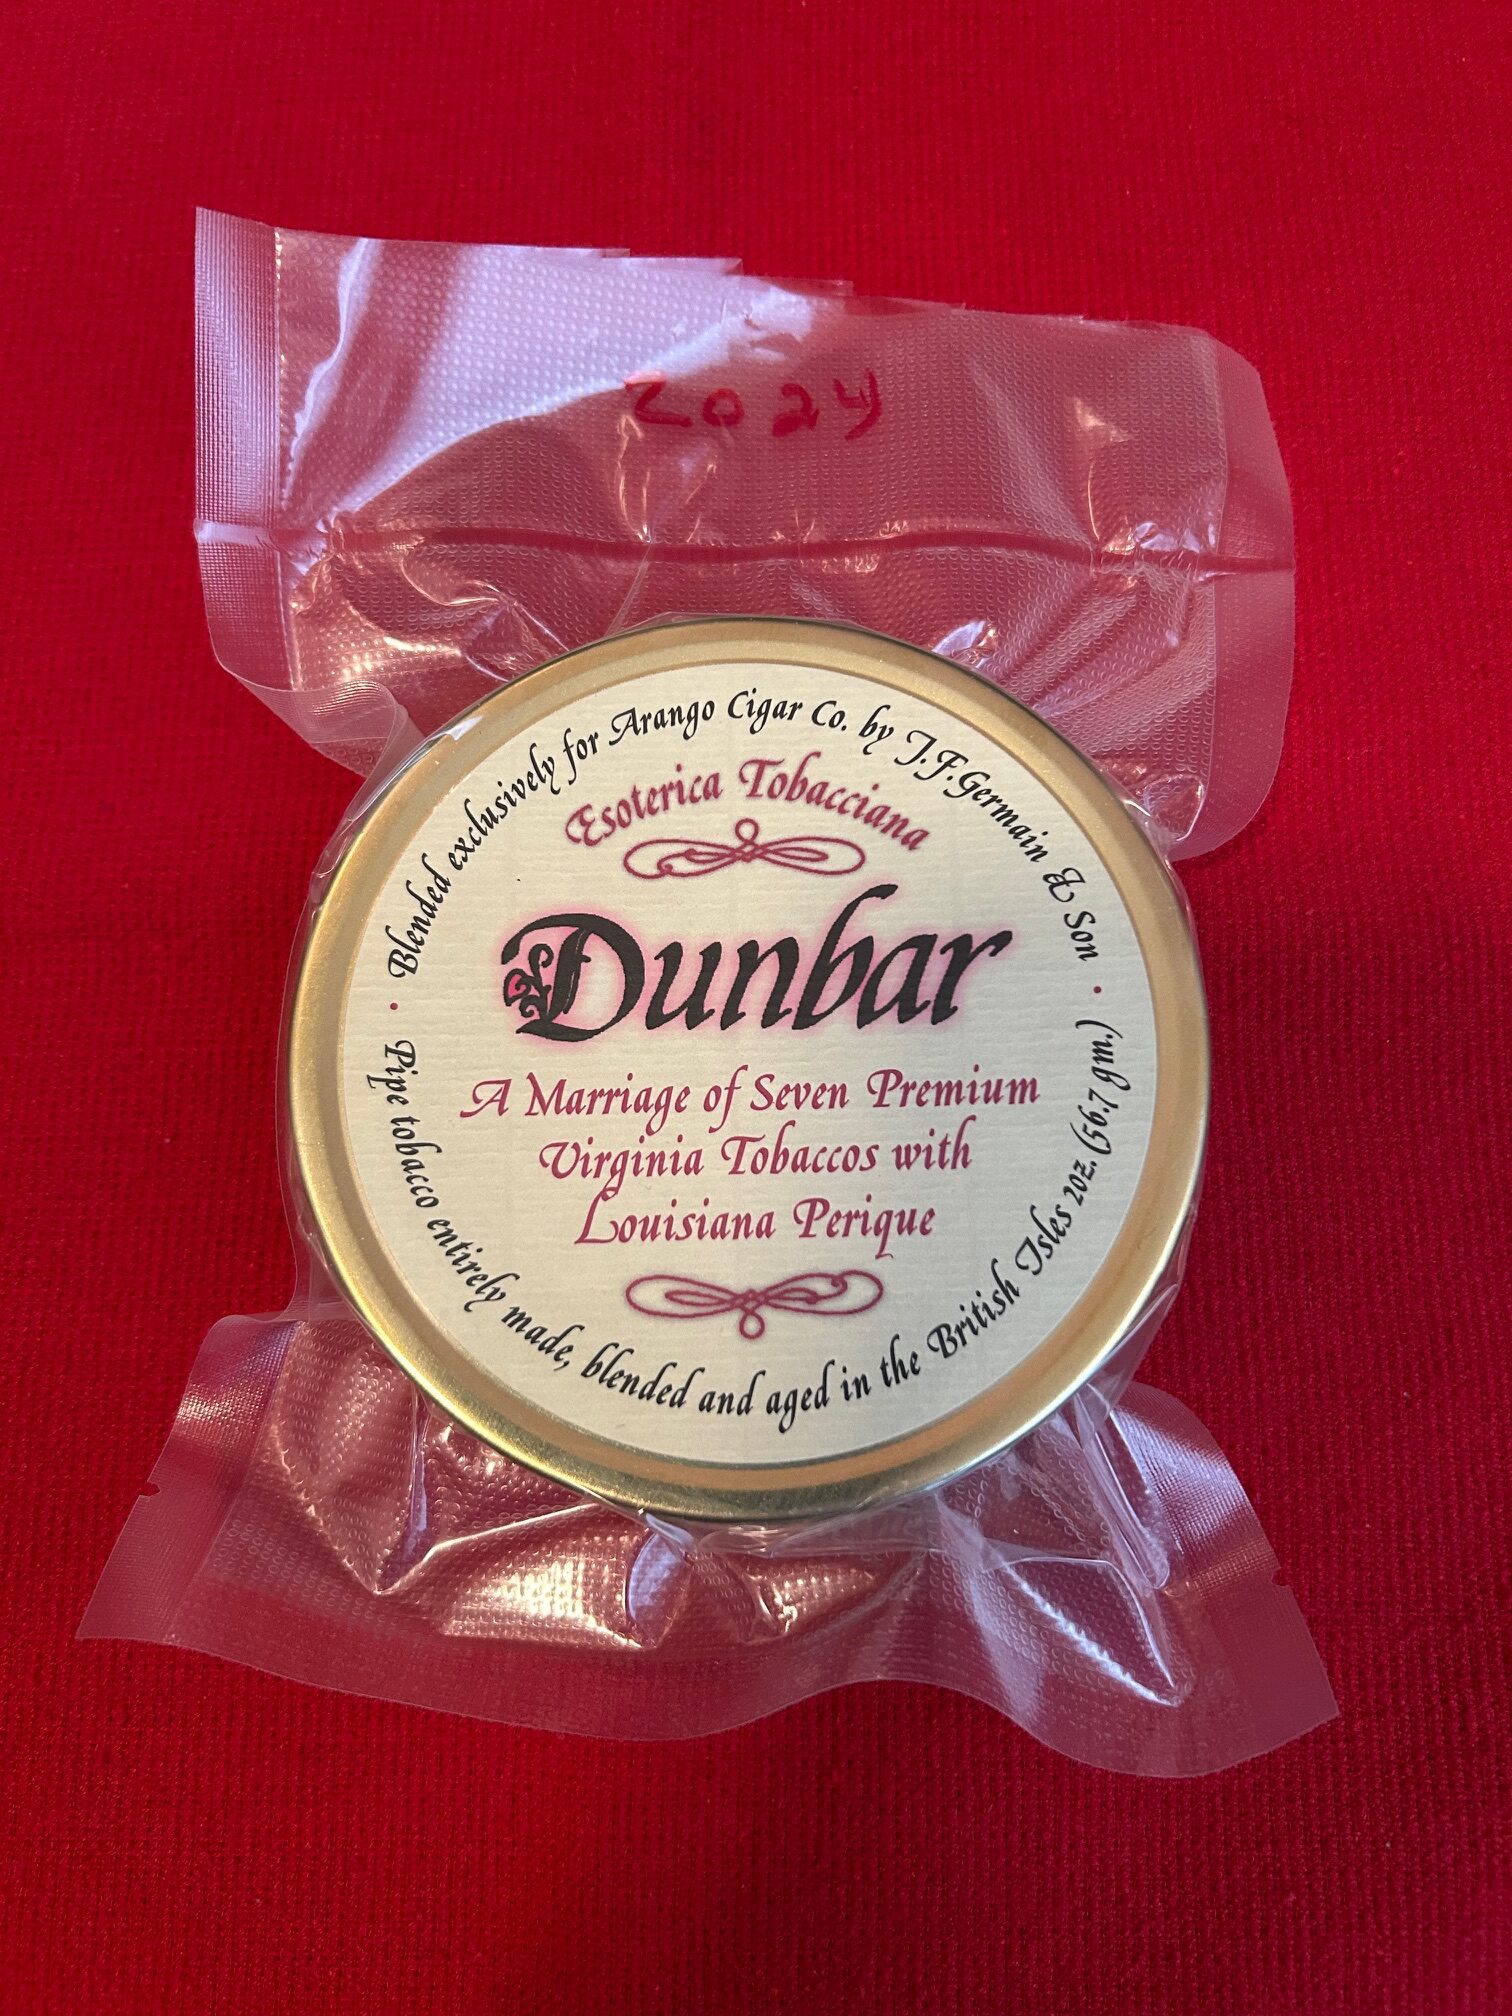 2024
Blended exclusively for Arango Cigar Co. by J.F.Germain & Son
Esoterica Tobacciana
Dunbar
A Marriage of Seven Premium
Virginia Tobaccos with
Louisiana Perique
Pipe tobacco entirely made, blended and aged in the British Isles 2oz. (56.7 gm.)